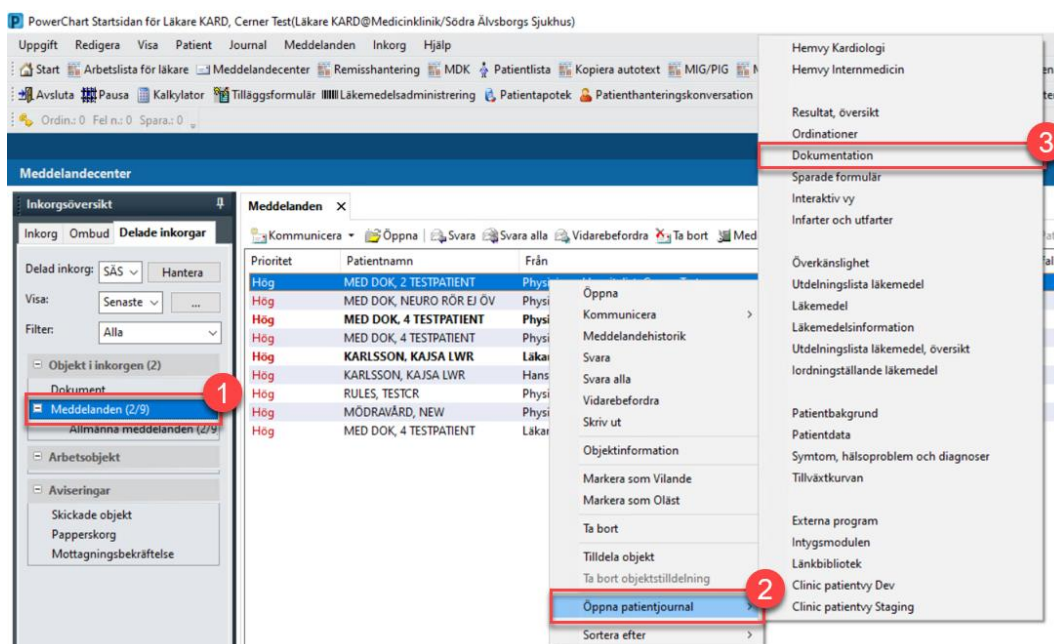 PowerChart Startsidan för Läkare KARD, Cerner Test(Läkare KARD@Medicinklinik/Södra Älvsborgs Sjukhus)
Uppgift Redigera Visa Patient Journal Meddelanden Inkorg Hjälp
Start Arbetslista för läkare Meddelandecenter Remisshantering MDK Patientlista Kopiera autotext MIG/PIG
Avsluta Pausa Kalkylator Tilläggsformulär Läkemedelsadministrering Patientapotek Patienthanteringskonversation
Ordin.: 0 Fel n.: 0 Spara.: 0
Meddelandecenter
Inkorgsöversikt
Inkorg Ombud Delade inkorgar
Delad inkorg: SÄS Hantera
Visa: Senaste ...
Filter: Alla
Objekt i inkorgen (2)
Dokument
1
Meddelanden (2/9)
Allmänna meddelanden (2/9
Arbetsobjekt
Aviseringar
Skickade objekt
Papperskorg
Mottagningsbekräftelse
Meddelanden X
Kommunicera Öppna Svara Svara alla Vidarebefordra Ta bort Med
Prioritet Patientnamn Från
Hög MED DOK, 2 TESTPATIENT
Hög MED DOK, NEURO RÖR EJ ÖV Physi
Hög MED DOK, 4 TESTPATIENT Physi
Hög MED DOK, 4 TESTPATIENT Physi
Hög KARLSSON, KAJSA LWR Läkar
Hög KARLSSON, KAJSA LWR Hans
Hög RULES, TESTCR Physi
Hög MÖDRAVÅRD, NEW Physi
Hög MED DOK, 4 TESTPATIENT Läkar
Öppna
Kommunicera >
Meddelandehistorik
Svara
Svara alla
Vidarebefordra
Skriv ut
Objektinformation
Markera som Vilande
Markera som Oläst
Ta bort
Tilldela objekt
Ta bort objektstilldelning
2
Öppna patientjournal >
Sortera efter >
Hemvy Kardiologi
Hemvy Internmedicin
Resultat, översikt
Ordinationer
3
Dokumentation
Sparade formulär
Interaktiv vy
Infarter och utfarter
Överkänslighet
Utdelningslista läkemedel
Läkemedel
Läkemedelsinformation
Utdelningslista läkemedel, översikt
Iordningställande läkemedel
Patientbakgrund
Patientdata
Symtom, hälsoproblem och diagnoser
Tillväxtkurvan
Externa program
Intygsmodulen
Länkbibliotek
Clinic patientvy Dev
Clinic patientvy Staging